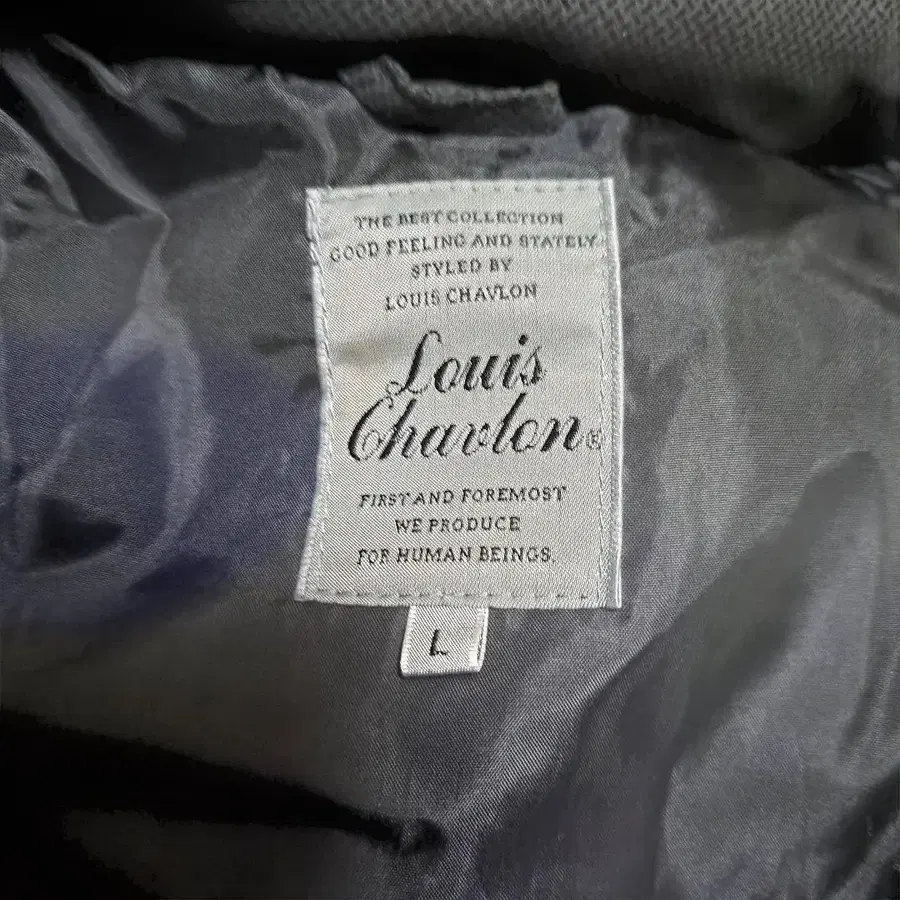 THE BEST COLLECTION
GOOD FEELING AND STATELY
STYLED BY
LOUIS CHAVLON
Louis
Chavlon®
FIRST AND FOREMOST
WE PRODUCE
FOR HUMAN BEINGS.
L